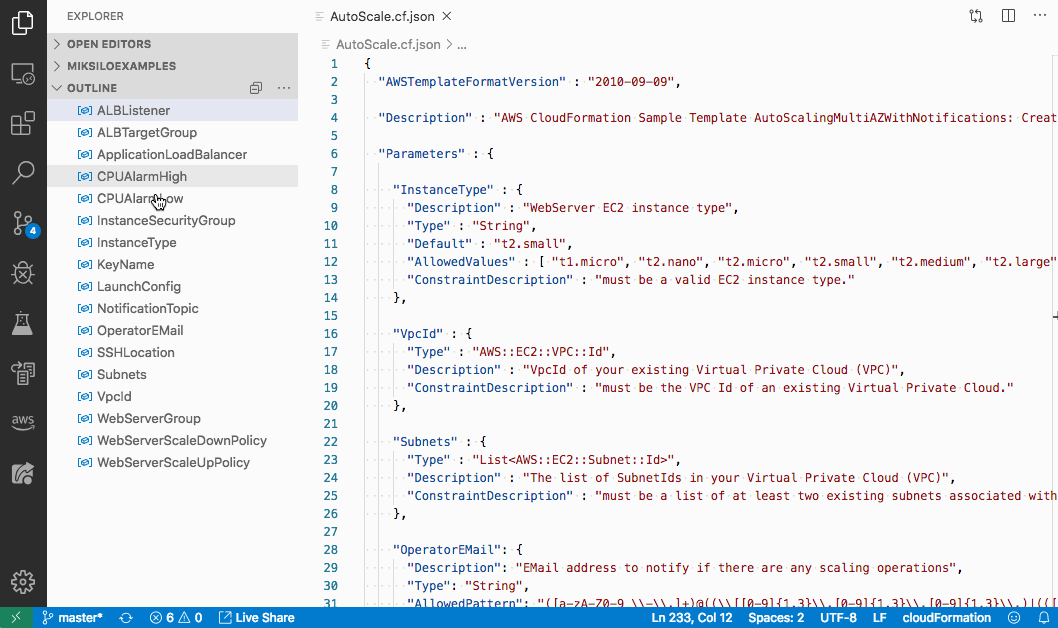 EXPLORER
OPEN EDITORS
MIKSILOEXAMPLES
OUTLINE
ALBListener
ALBTargetGroup
ApplicationLoadBalancer
CPUAlarmHigh
CPUAlarmLow
InstanceSecurityGroup
InstanceType
KeyName
LaunchConfig
NotificationTopic
OperatorEMail
SSHLocation
Subnets
VpcId
WebServerGroup
WebServerScaleDownPolicy
WebServerScaleUpPolicy
4
aws
AutoScale.cf.json
AutoScale.cf.json > ...
1 {
2 "AWSTemplateFormatVersion" : "2010-09-09",
3
4 "Description" : "AWS CloudFormation Sample Template AutoScalingMultiAZWithNotifications: Creat
5
6 "Parameters" : {
7
8 "InstanceType" : {
9 "Description" : "WebServer EC2 instance type",
10 "Type" : "String",
11 "Default" : "t2.small",
12 "AllowedValues" : [ "t1.micro", "t2.nano", "t2.micro", "t2.small", "t2.medium", "t2.large"
13 "ConstraintDescription" : "must be a valid EC2 instance type."
14 },
15
16 "VpcId" : {
17 "Type" : "AWS::EC2::VPC::Id",
18 "Description" : "VpcId of your existing Virtual Private Cloud (VPC)",
19 "ConstraintDescription" : "must be the VPC Id of an existing Virtual Private Cloud."
20 },
21
22 "Subnets" : {
23 "Type" : "List<AWS::EC2::Subnet::Id>",
24 "Description" : "The list of SubnetIds in your Virtual Private Cloud (VPC)",
25 "ConstraintDescription" : "must be a list of at least two existing subnets associated with
26 },
27
28 "OperatorEMail": {
29 "Description": "EMail address to notify if there are any scaling operations",
30 "Type": "String",
31 "AllowedPattern": "([a-zA-Z0-9_\\-\\.]+)@((\\[[0-9]{1,3}\\.[0-9]{1,3}\\.[0-9]{1,3}\\.)|(([
master* 6 0 Live Share Ln 233, Col 12 Spaces: 2 UTF-8 LF cloudFormation